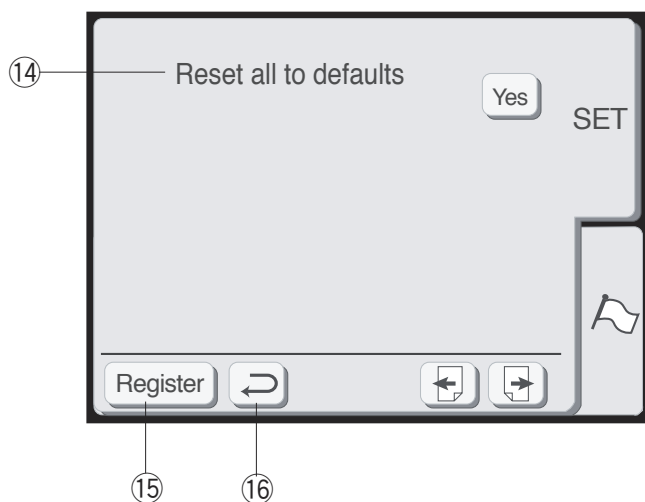 ⑭ Reset all to defaults
Yes
SET
Register
⑮ ⑯